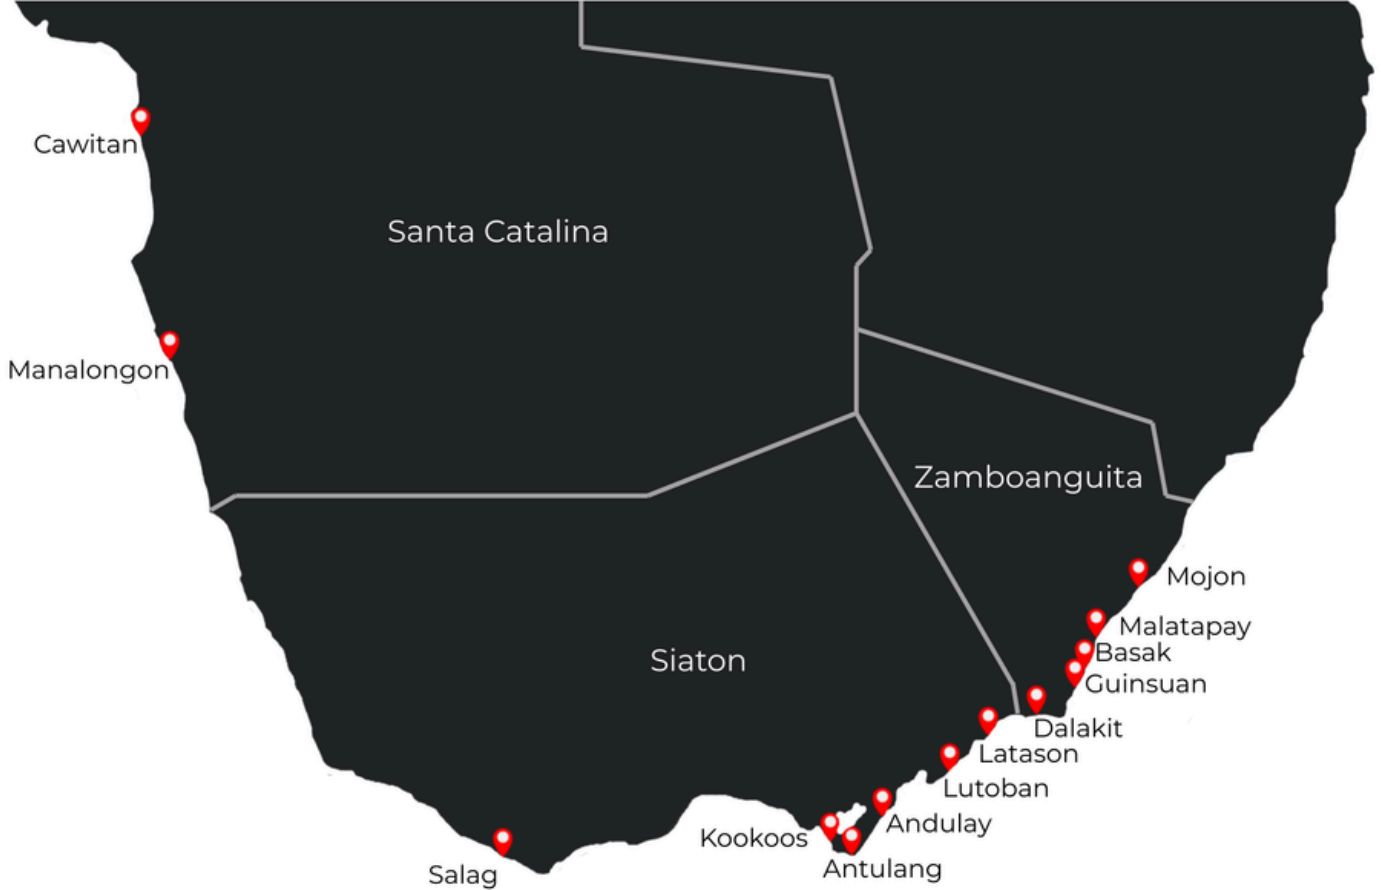 Cawitan
Santa Catalina
Manalongon
Zamboanguita
Mojon
Malatapay
Basak
Siaton
Guinsuan
Dalakit
Latason
Lutoban
Andulay
Kookoos
Antulang
Salag